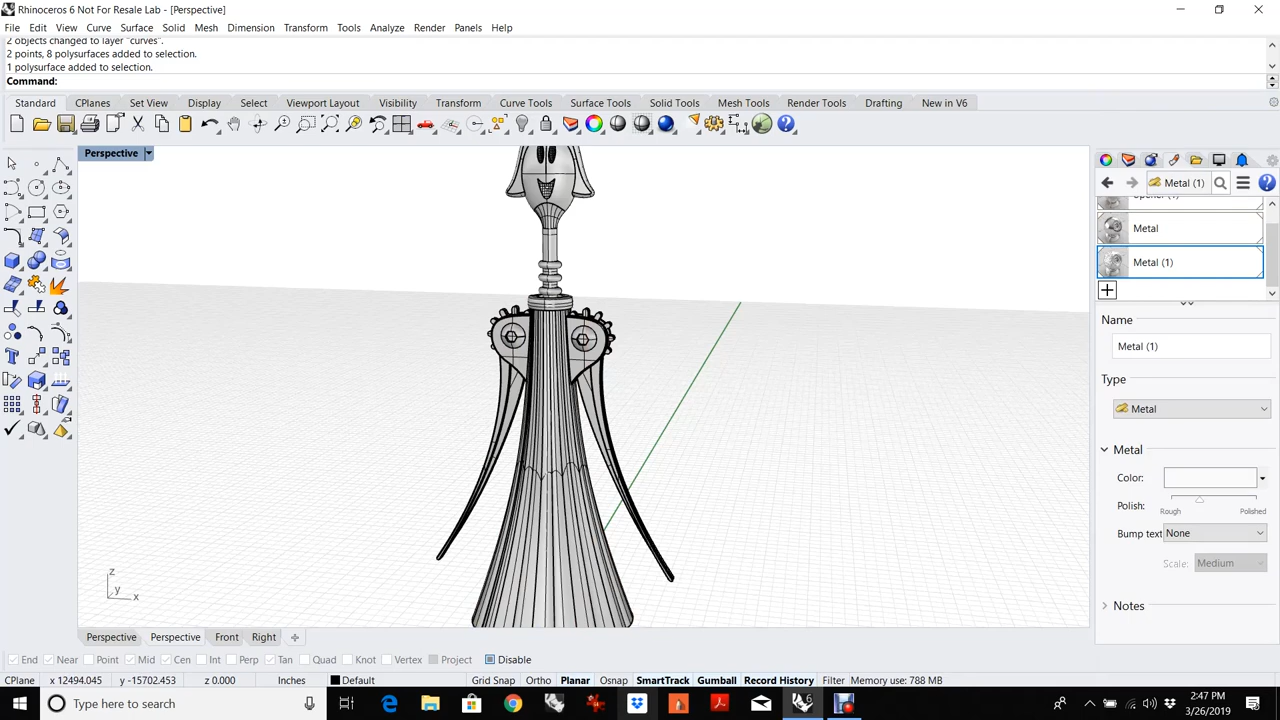 Rhinoceros 6 Not For Resale Lab - [Perspective]
File Edit View Curve Surface Solid Mesh Dimension Transform Tools Analyze Render Panels Help
2 objects changed to layer "curves".
2 points, 8 polysurfaces added to selection.
1 polysurface added to selection.
Command:
Standard CPlanes Set View Display Select Viewport Layout Visibility Transform Curve Tools Surface Tools Solid Tools Mesh Tools Render Tools Drafting New in V6
Perspective
Metal (1)
Metal
Metal (1)
Name
Metal (1)
Type
Metal
Metal
Color:
Polish:
Rough Polished
Bump text None
Scale: Medium
Notes
z
y
x
Perspective Perspective Front Right
End Near Point Mid Cen Int Perp Tan Quad Knot Vertex Project Disable
CPlane x 12494.045 y -15702.453 z 0.000 Inches Default Grid Snap Ortho Planar Osnap SmartTrack Gumball Record History Filter Memory use: 788 MB
Type here to search
2:47 PM
3/26/2019